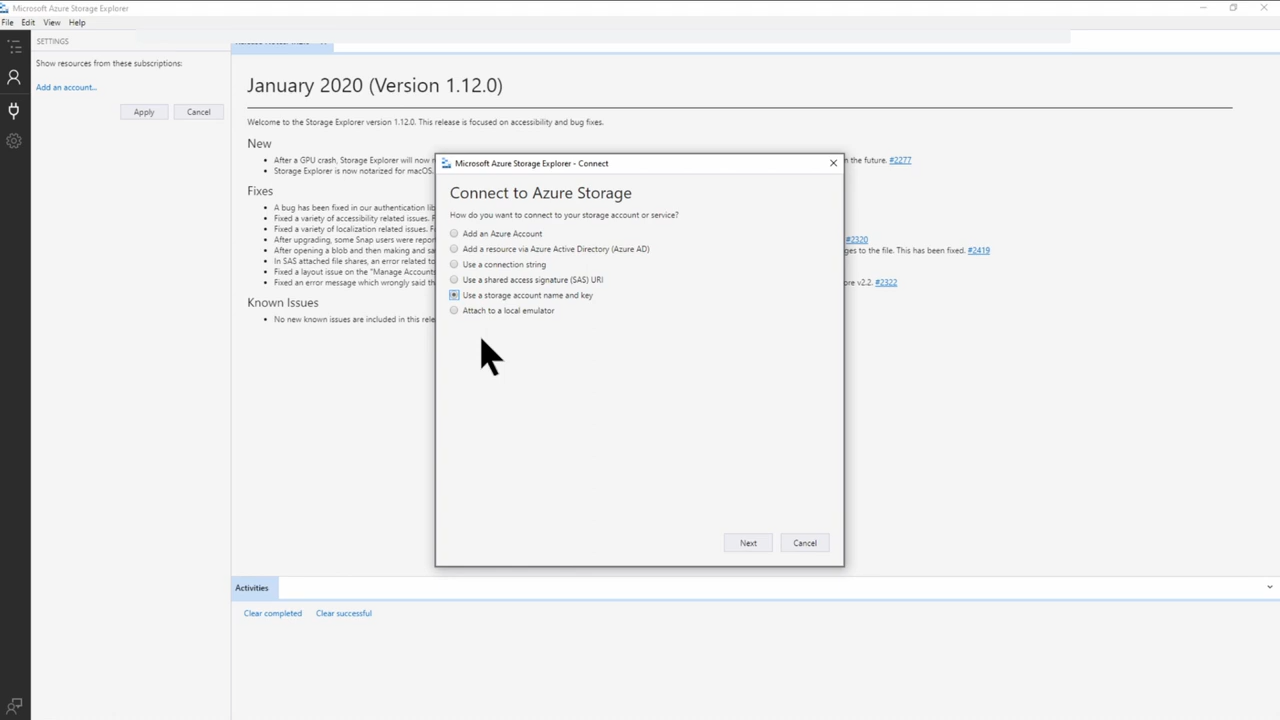 Microsoft Azure Storage Explorer
File Edit View Help
SETTINGS
Show resources from these subscriptions:
Add an account...
Apply Cancel
January 2020 (Version 1.12.0)
Welcome to the Storage Explorer version 1.12.0. This release is focused on accessibility and bug fixes.
New
• After a GPU crash, Storage Explorer will now n
n the future. #2277
• Storage Explorer is now notarized for macOS.
Fixes
• A bug has been fixed in our authentication lib
• Fixed a variety of accessibility related issues. F
• Fixed a variety of localization related issues. F
• After upgrading, some Snap users were repor
#2320
• After opening a blob and then making and sa
ges to the file. This has been fixed. #2419
• In SAS attached file shares, an error related to
• Fixed a layout issue on the "Manage Accounts
• Fixed an error message which wrongly said th
ore v2.2. #2322
Known Issues
• No new known issues are included in this rele
Microsoft Azure Storage Explorer - Connect
Connect to Azure Storage
How do you want to connect to your storage account or service?
Add an Azure Account
Add a resource via Azure Active Directory (Azure AD)
Use a connection string
Use a shared access signature (SAS) URI
Use a storage account name and key
Attach to a local emulator
Next Cancel
Activities
Clear completed Clear successful